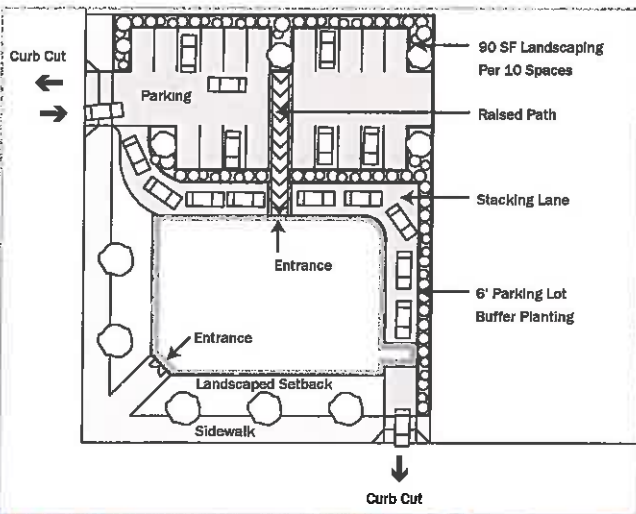 Curb Cut
Parking
90 SF Landscaping
Per 10 Spaces
Raised Path
Stacking Lane
Entrance
6' Parking Lot
Buffer Planting
Entrance
Landscaped Setback
Sidewalk
Curb Cut